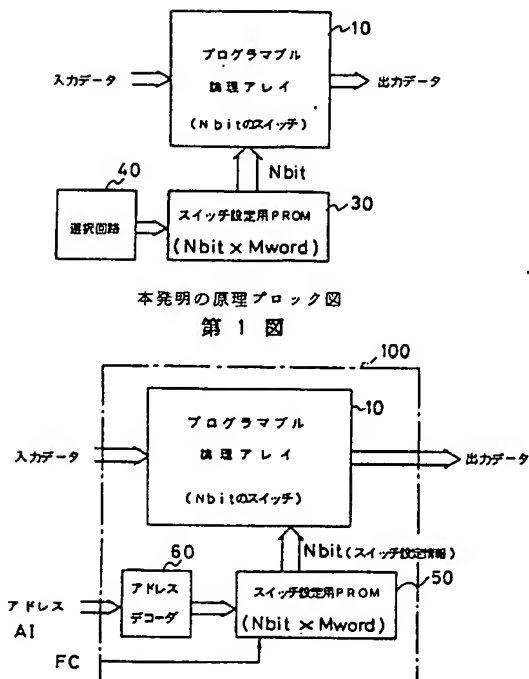 10
プログラマブル
論理アレイ
(Nbitのスイッチ)
入力データ
出力データ
Nbit
40
選択回路
30
スイッチ設定用PROM
(Nbit x Mword)
本発明の原理ブロック図
第 1 図
100
10
プログラマブル
論理アレイ
(Nbitのスイッチ)
入力データ
出力データ
Nbit(スイッチ設定情報)
60
アドレス
デコーダ
50
スイッチ設定用PROM
(Nbit x Mword)
アドレス
AI
FC